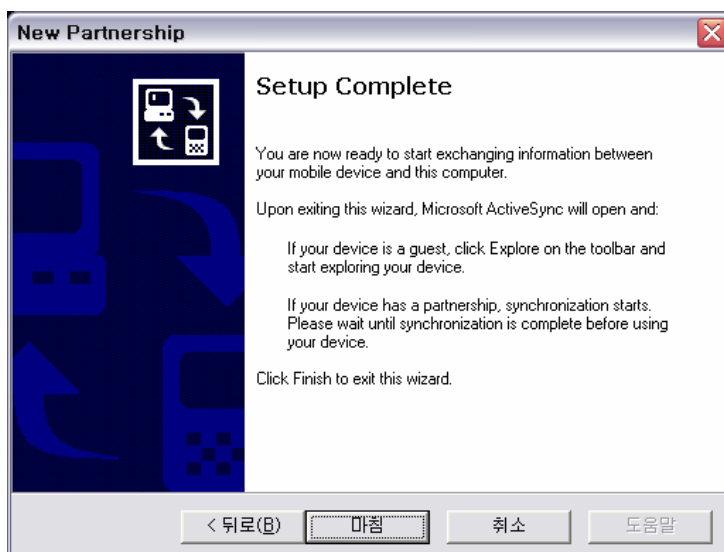 New Partnership
Setup Complete
You are now ready to start exchanging information between
your mobile device and this computer.
Upon exiting this wizard, Microsoft ActiveSync will open and:
If your device is a guest, click Explore on the toolbar and
start exploring your device.
If your device has a partnership, synchronization starts.
Please wait until synchronization is complete before using
your device.
Click Finish to exit this wizard.
< 뒤로(B) 마침 취소 도움말